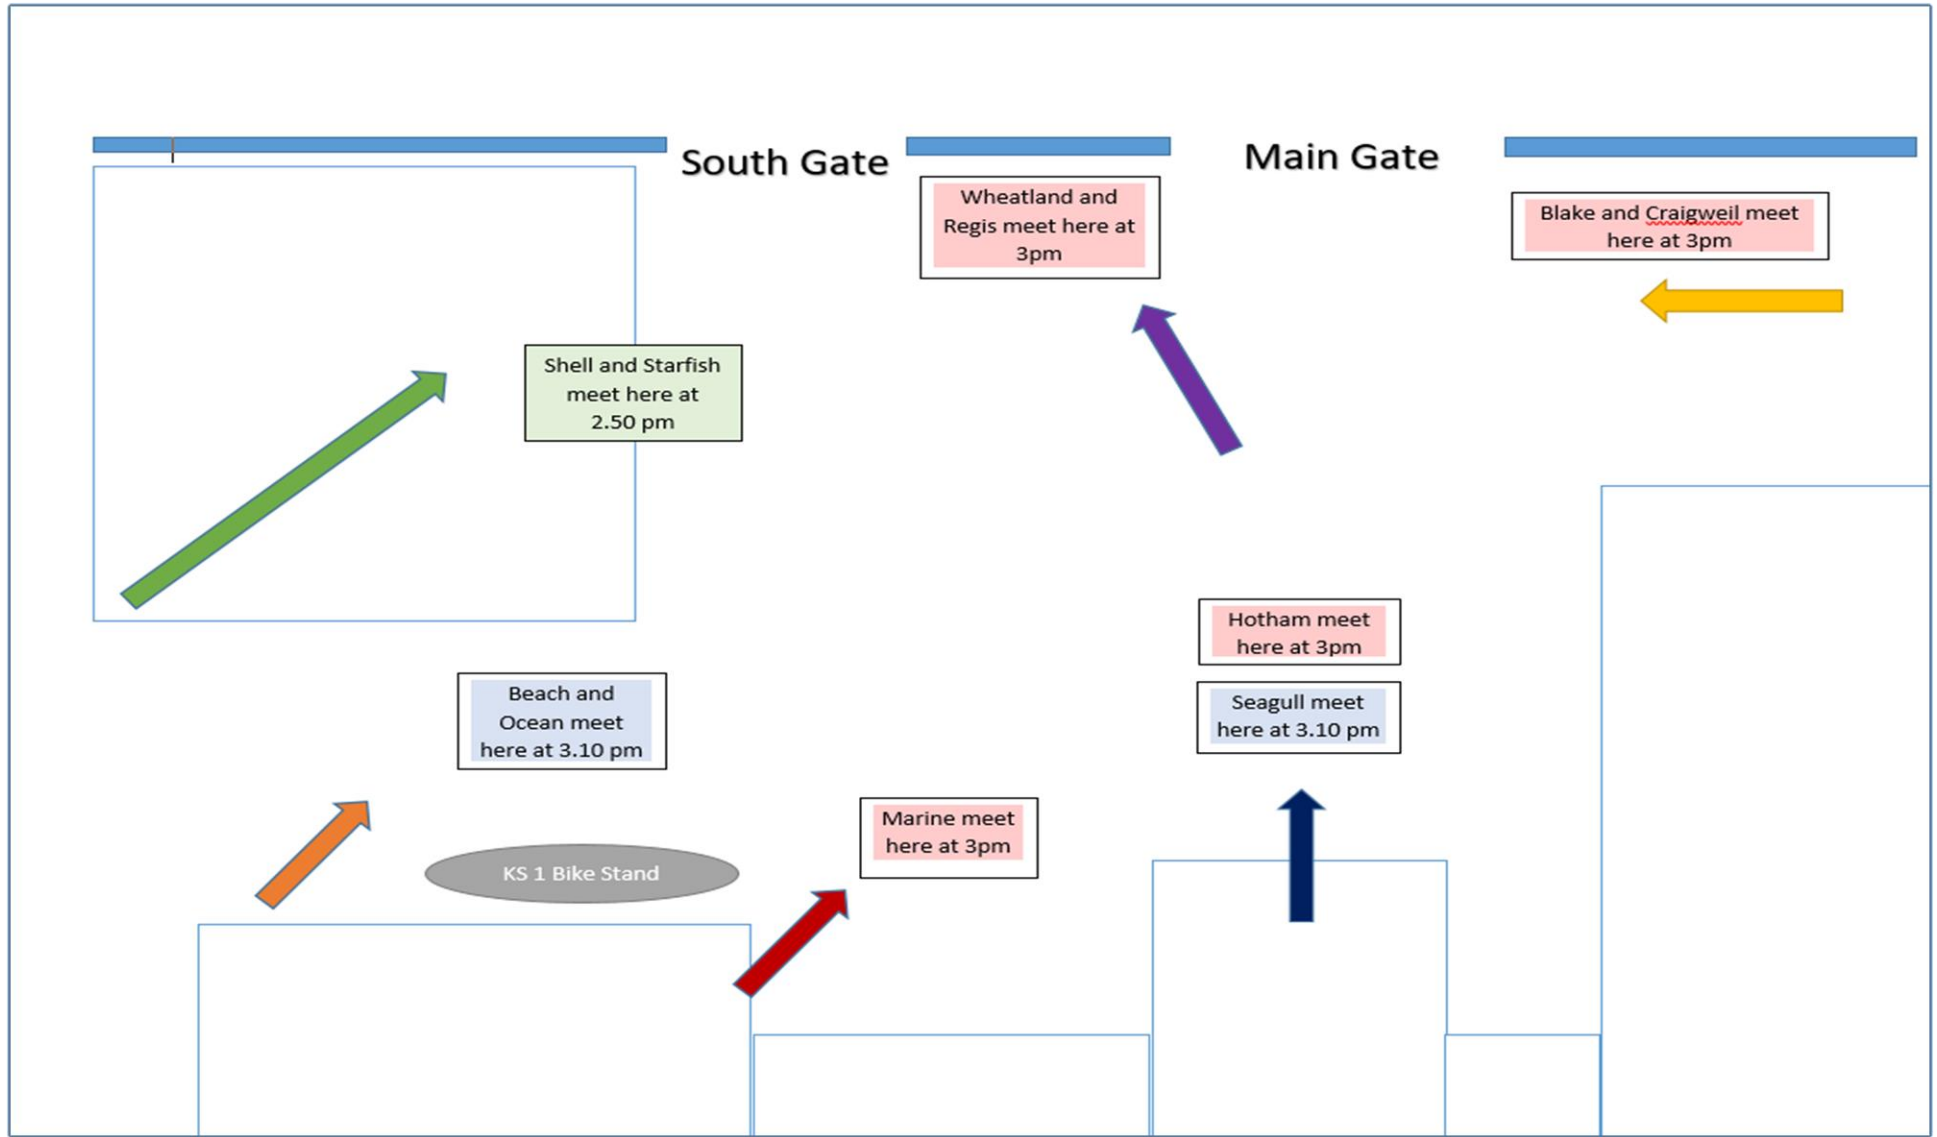 South Gate
Main Gate
Wheatland and
Regis meet here at
3pm
Blake and Craigweil meet
here at 3pm
Shell and Starfish
meet here at
2.50 pm
Hotham meet
here at 3pm
Beach and
Ocean meet
here at 3.10 pm
Seagull meet
here at 3.10 pm
Marine meet
here at 3pm
KS 1 Bike Stand